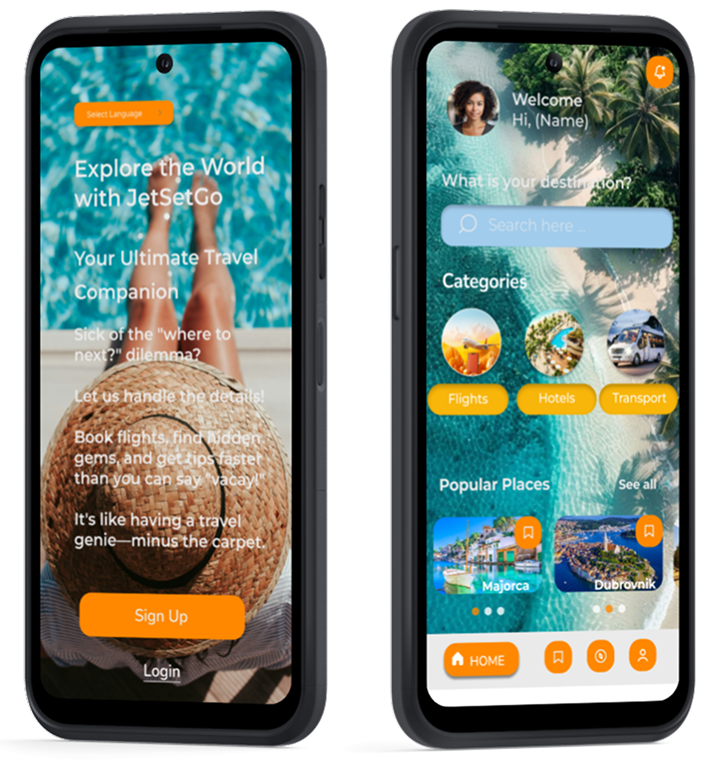 Select Language >
Explore the World
with JetSetGo
Your Ultimate Travel
Companion
Sick of the "where to
next?" dilemma?
Let us handle the details!
Book flights, find hidden
gems, and get tips faster
than you can say "vacay!"
It's like having a travel
genie—minus the carpet.
Sign Up
Login
Welcome
Hi, (Name)
What is your destination?
Search here ...
Categories
Flights
Hotels
Transport
Popular Places
See all
Majorca
Dubrovnik
HOME